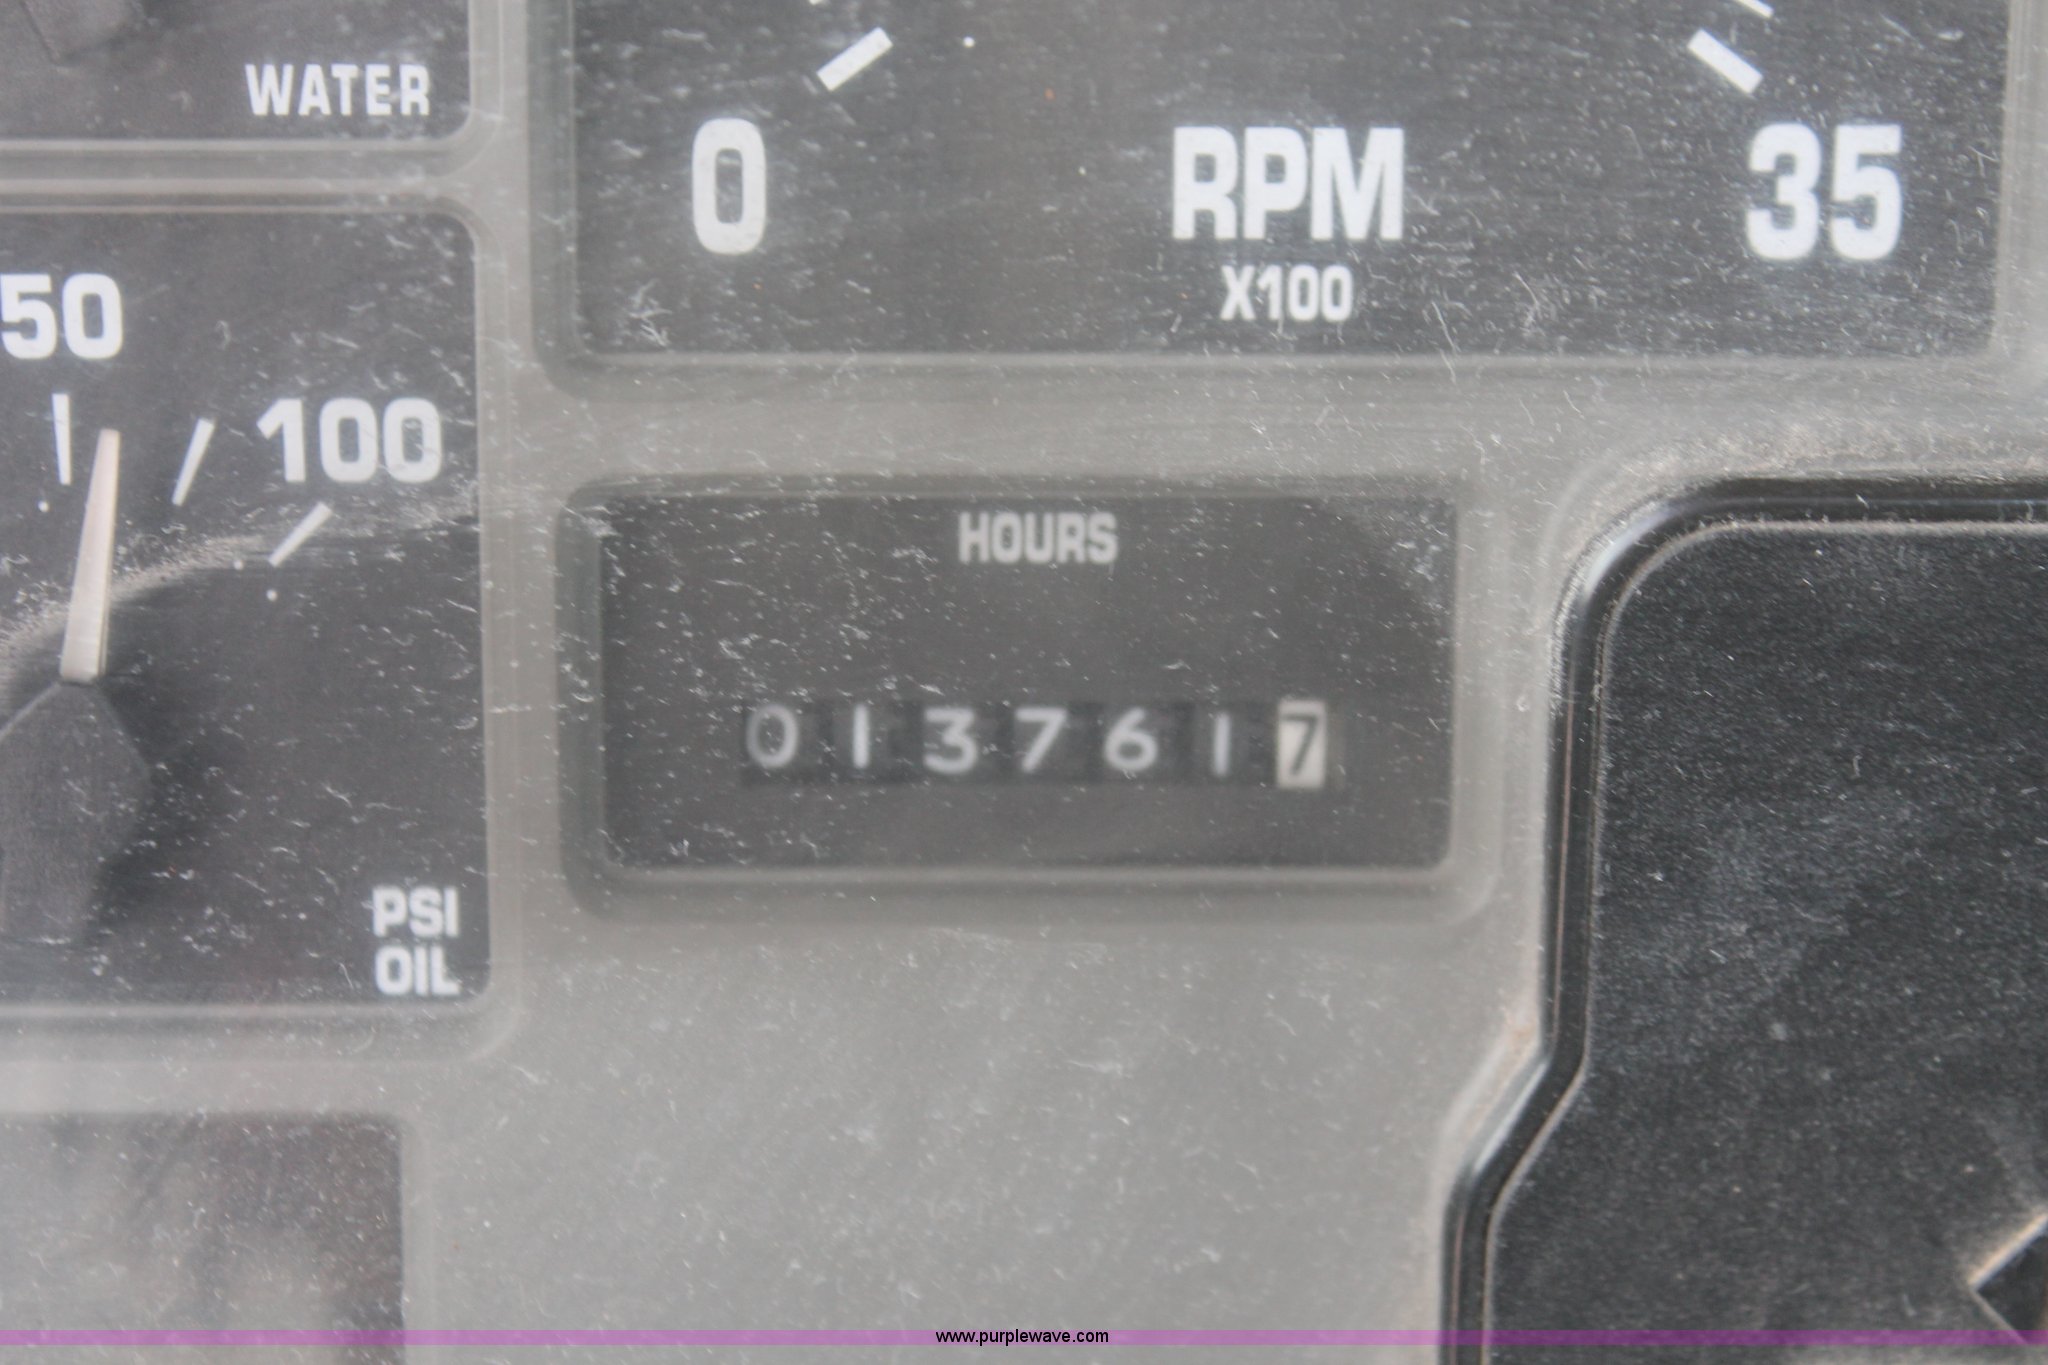 WATER
0
RPM
35
X100
50
100
HOURS
0137617
PSI
OIL
www.purplewave.com